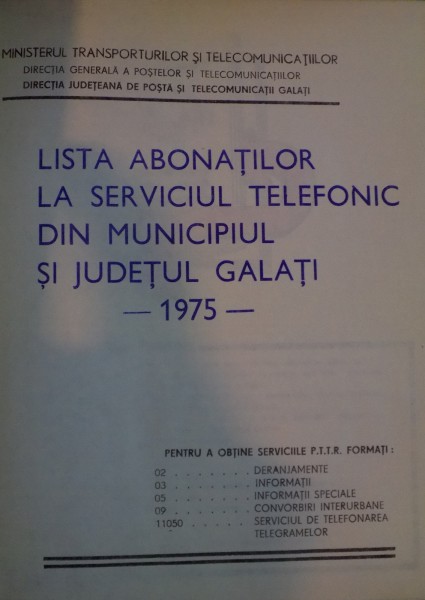 MINISTERUL TRANSPORTURILOR ȘI TELECOMUNICAȚIILOR
DIRECȚIA GENERALĂ A POȘTELOR ȘI TELECOMUNICAȚIILOR
DIRECȚIA JUDEȚEANĂ DE POȘTĂ ȘI TELECOMUNICAȚII GALAȚI
LISTA ABONAȚILOR
LA SERVICIUL TELEFONIC
DIN MUNICIPIUL
ȘI JUDEȚUL GALAȚI
— 1975 —
PENTRU A OBȚINE SERVICIILE P.T.T.R. FORMAȚI :
02 . . . . . . . DERANJAMENTE
03 . . . . . . . INFORMAȚII
05 . . . . . . . INFORMAȚII SPECIALE
09 . . . . . . . CONVORBIRI INTERURBANE
11050 . . . . . SERVICIUL DE TELEFONAREA
TELEGRAMELOR